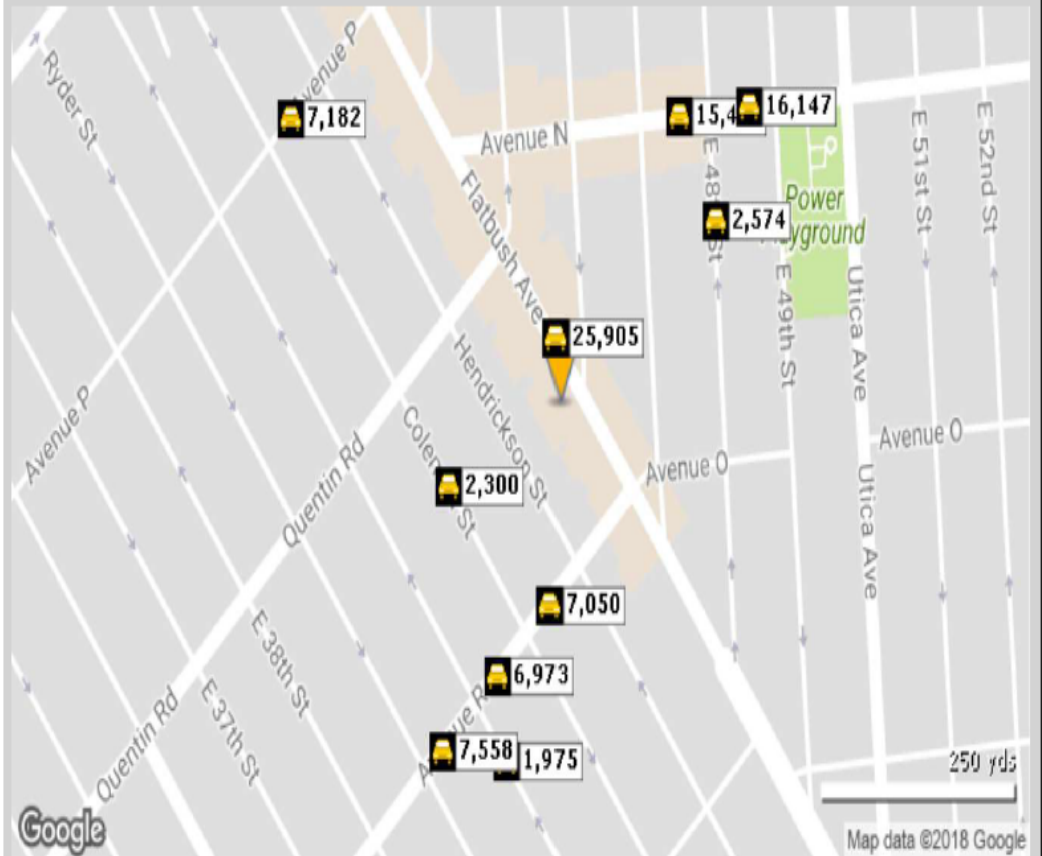 Ryder St
Avenue P
7,182
Avenue N
15,4
16,147
E 48th St
2,574
Power
Playground
E 51st St
E 52nd St
Flatbush Ave
25,905
E 49th St
Utica Ave
Avenue P
Quentin Rd
Hendrickson St
2,300
Avenue O
Avenue O
Utica Ave
7,050
6,973
E 38th St
E 37th St
Quentin Rd
Avenue R
7,558
1,975
250 yds
Google
Map data ©2018 Google